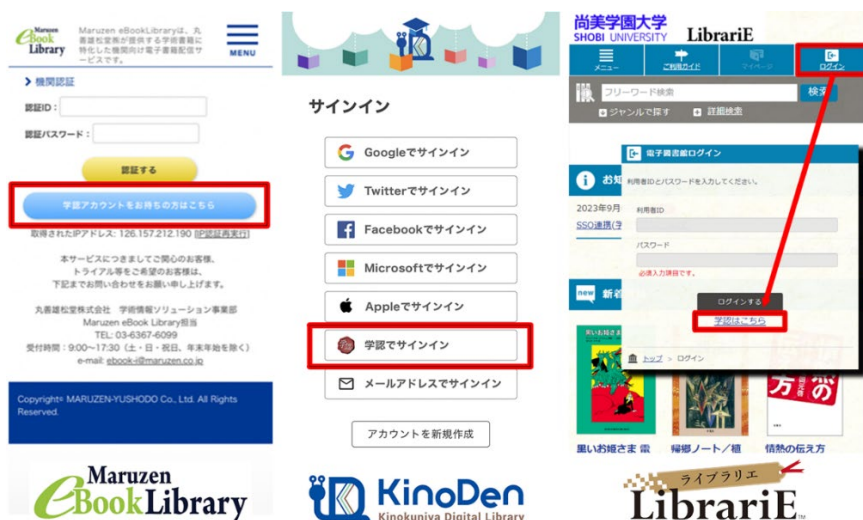 Maruzen
eBook
Library
Maruzen eBookLibraryは、丸
善雄松堂㈱が提供する学術書籍に
特化した機関向け電子書籍配信サ
ービスです。
MENU
機関認証
認証ID：
認証パスワード：
認証する
学認アカウントをお持ちの方はこちら
取得されたIPアドレス: 126.157.212.190 [IP認証再実行]
本サービスにつきましてご関心のお客様、
トライアル等をご希望のお客様は、
下記までお問い合わせをお願い申し上げます。
丸善雄松堂株式会社 学術情報ソリューション事業部
Maruzen eBook Library担当
TEL: 03-6367-6099
受付時間：9:00～17:30（土・日・祝日、年末年始を除く）
e-mail: ebook-i@maruzen.co.jp
Copyright© MARUZEN-YUSHODO Co., Ltd. All Rights
Reserved.
Maruzen
eBook Library
サインイン
Googleでサインイン
Twitterでサインイン
Facebookでサインイン
Microsoftでサインイン
Appleでサインイン
学認でサインイン
メールアドレスでサインイン
アカウントを新規作成
KinoDen
Kinokuniya Digital Library
尚美学園大学
SHOBI UNIVERSITY
LibrariE
メニュー
ご利用ガイド
マイページ
ログイン
フリーワード検索
検索
ジャンルで探す
詳細検索
電子図書館ログイン
お知
利用者IDとパスワードを入力してください。
2023年9月
SSO連携(学
利用者ID
パスワード
必須入力項目です。
ログインする
学認はこちら
new 新着
トップ > ログイン
黒いお姫さま 電
帰郷ノート／植
情熱の伝え方
ライブラリエ
LibrariE